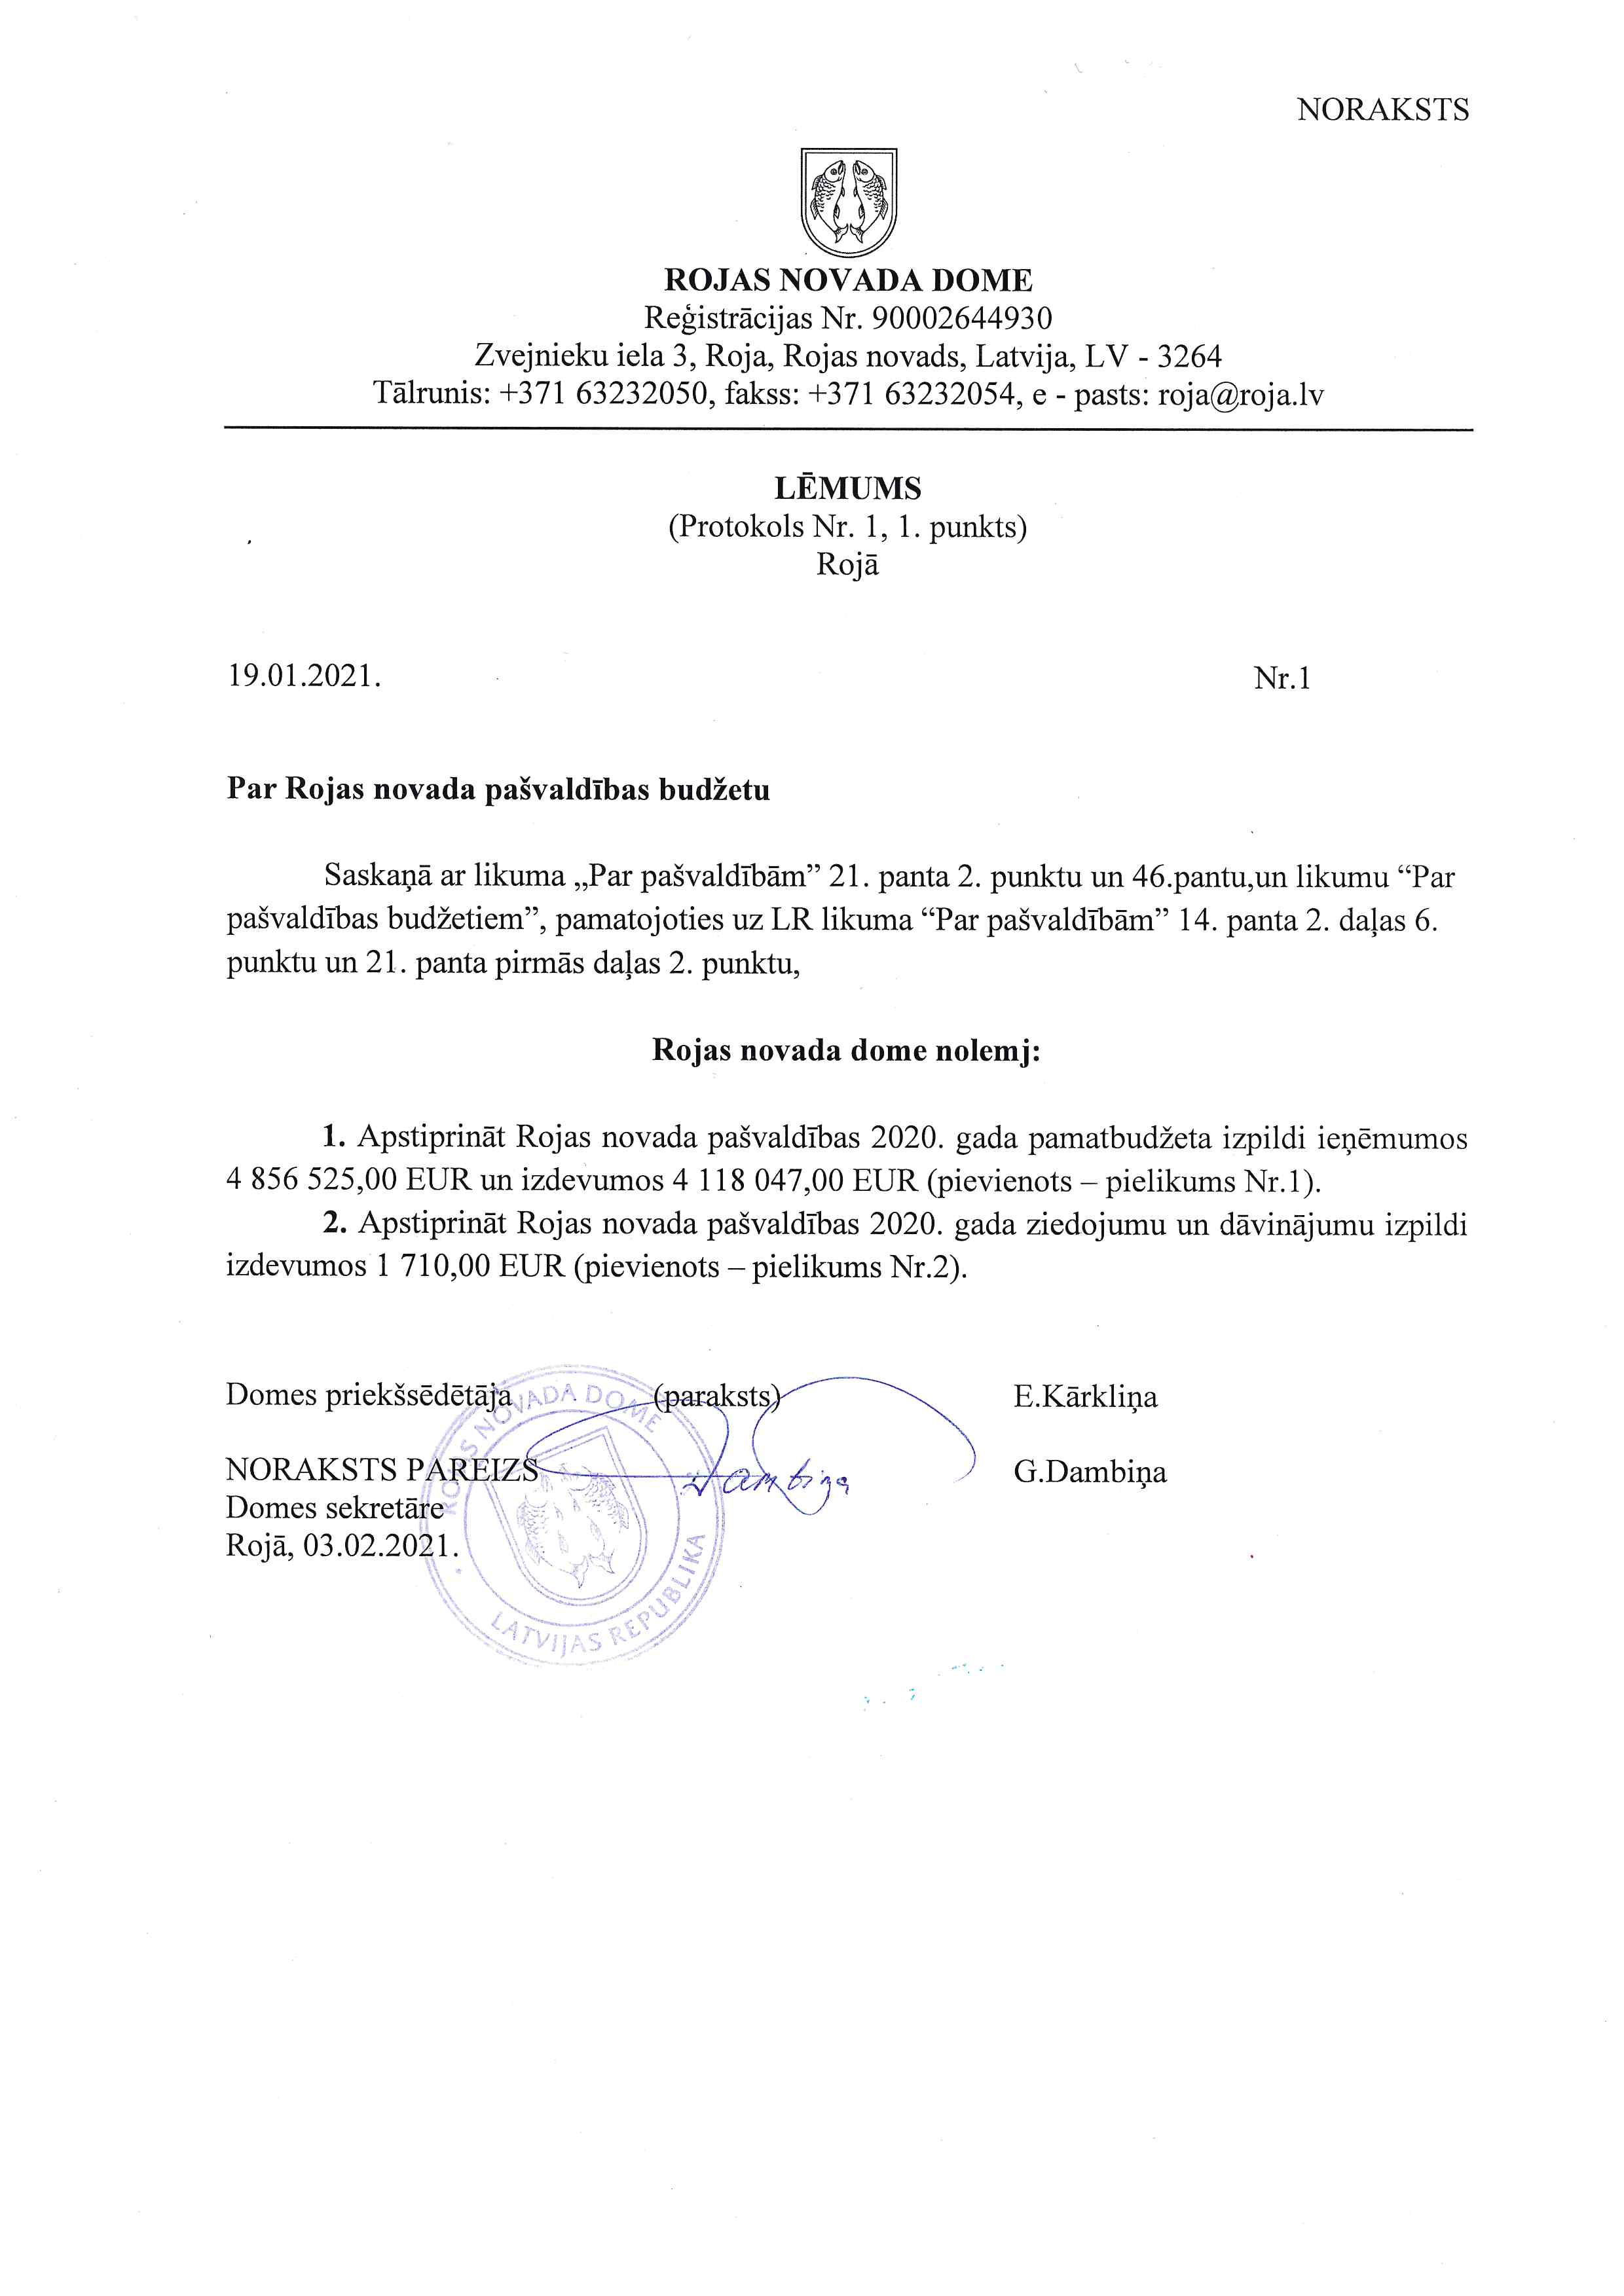 NORAKSTS
ROJAS NOVADA DOME
Reģistrācijas Nr. 90002644930
Zvejnieku iela 3, Roja, Rojas novads, Latvija, LV - 3264
Tālrunis: +371 63232050, fakss: +371 63232054, e - pasts: roja@roja.lv
LĒMUMS
(Protokols Nr. 1, 1. punkts)
Rojā
19.01.2021. Nr.1
Par Rojas novada pašvaldības budžetu
Saskaņā ar likuma „Par pašvaldībām” 21. panta 2. punktu un 46.pantu,un likumu “Par
pašvaldības budžetiem”, pamatojoties uz LR likuma “Par pašvaldībām” 14. panta 2. daļas 6.
punktu un 21. panta pirmās daļas 2. punktu,
Rojas novada dome nolemj:
1. Apstiprināt Rojas novada pašvaldības 2020. gada pamatbudžeta izpildi ieņēmumos
4 856 525,00 EUR un izdevumos 4 118 047,00 EUR (pievienots – pielikums Nr.1).
2. Apstiprināt Rojas novada pašvaldības 2020. gada ziedojumu un dāvinājumu izpildi
izdevumos 1 710,00 EUR (pievienots – pielikums Nr.2).
Domes priekšsēdētāja (paraksts) E.Kārkliņa
NORAKSTS PAREIZS Dambiņa G.Dambiņa
Domes sekretāre
Rojā, 03.02.2021.
ROJAS NOVADA DOME
LATVIJAS REPUBLIKA